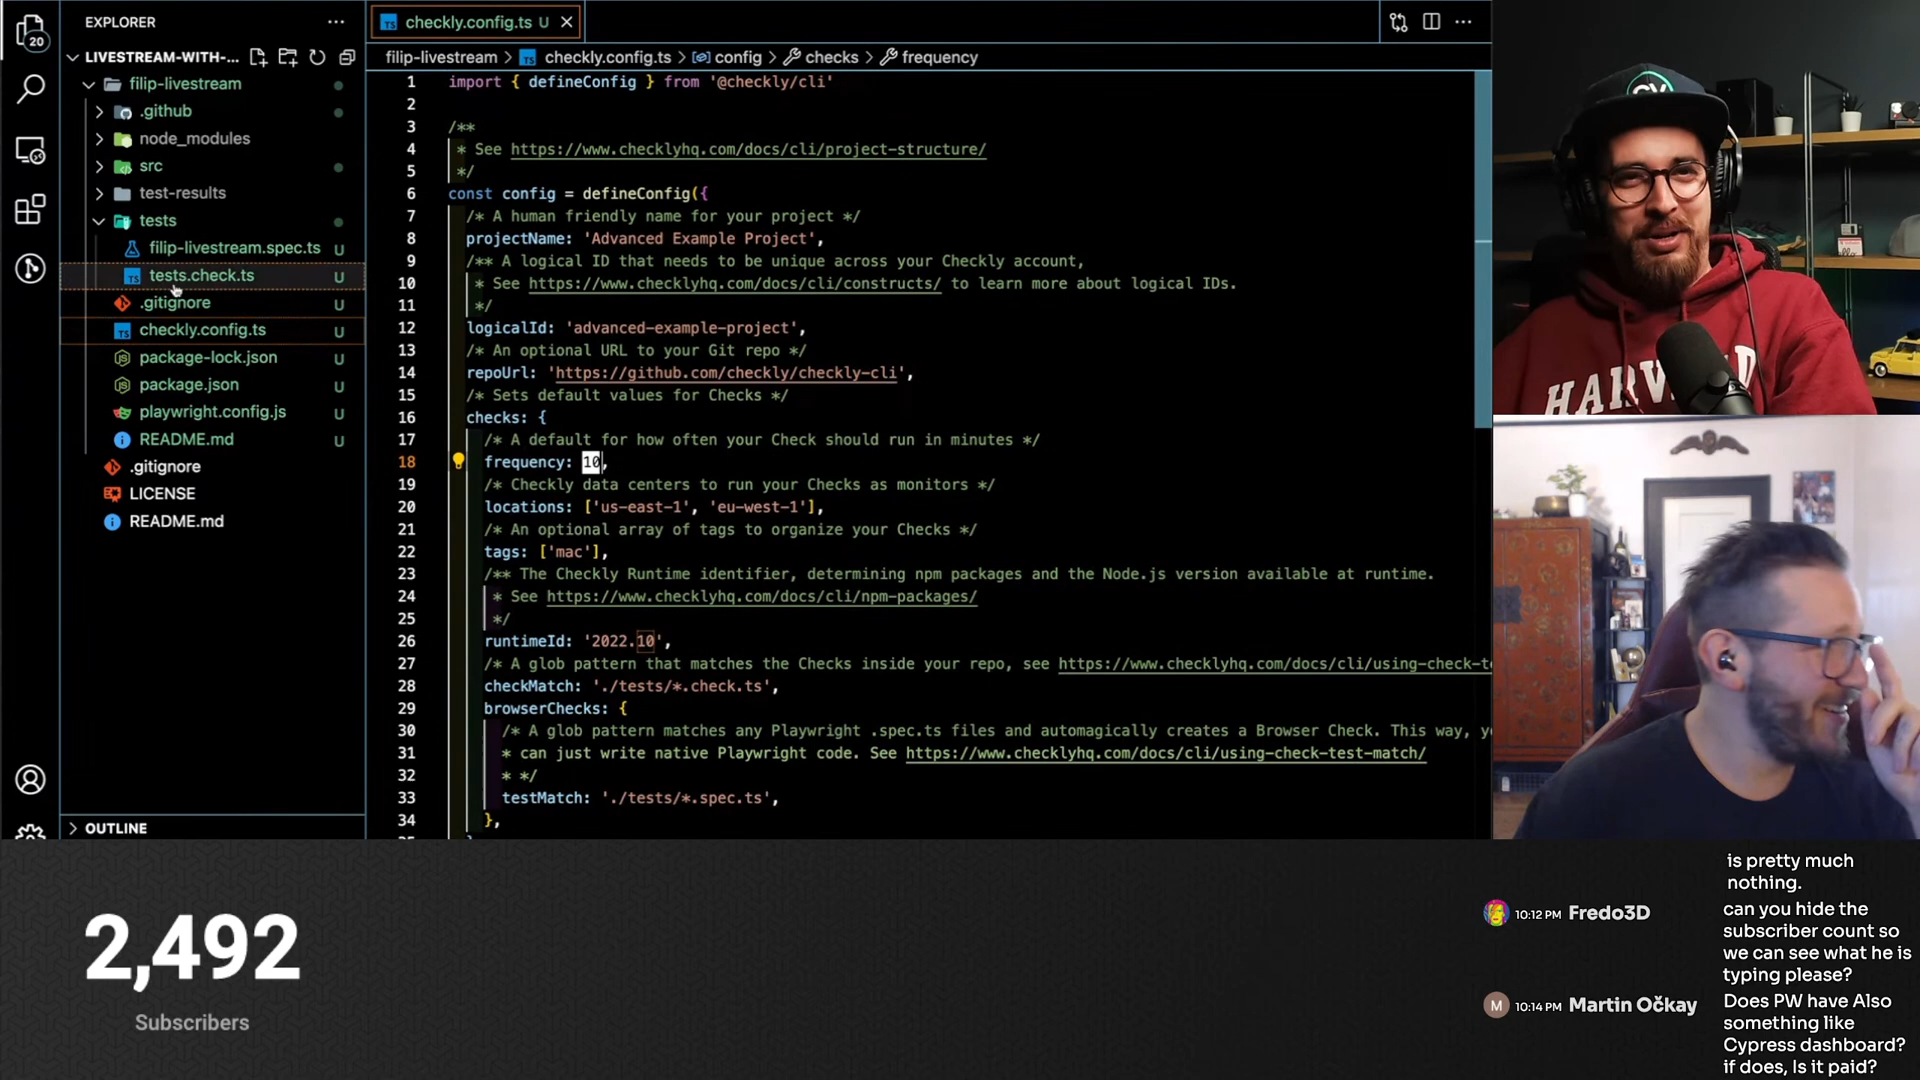 EXPLORER
LIVESTREAM-WITH-...
filip-livestream
.github
node_modules
src
test-results
tests
filip-livestream.spec.ts U
tests.check.ts U
.gitignore U
checkly.config.ts U
package-lock.json U
package.json U
playwright.config.js U
README.md U
.gitignore
LICENSE
README.md
OUTLINE
20
checkly.config.ts U
filip-livestream > checkly.config.ts > config > checks > frequency
1 import { defineConfig } from '@checkly/cli'
2
3 /**
4 * See https://www.checklyhq.com/docs/cli/project-structure/
5 */
6 const config = defineConfig({
7 /* A human friendly name for your project */
8 projectName: 'Advanced Example Project',
9 /** A logical ID that needs to be unique across your Checkly account,
10 * See https://www.checklyhq.com/docs/cli/constructs/ to learn more about logical IDs.
11 */
12 logicalId: 'advanced-example-project',
13 /* An optional URL to your Git repo */
14 repoUrl: 'https://github.com/checkly/checkly-cli',
15 /* Sets default values for Checks */
16 checks: {
17 /* A default for how often your Check should run in minutes */
18 frequency: 10,
19 /* Checkly data centers to run your Checks as monitors */
20 locations: ['us-east-1', 'eu-west-1'],
21 /* An optional array of tags to organize your Checks */
22 tags: ['mac'],
23 /** The Checkly Runtime identifier, determining npm packages and the Node.js version available at runtime.
24 * See https://www.checklyhq.com/docs/cli/npm-packages/
25 */
26 runtimeId: '2022.10',
27 /* A glob pattern that matches the Checks inside your repo, see https://www.checklyhq.com/docs/cli/using-check-te
28 checkMatch: './tests/*.check.ts',
29 browserChecks: {
30 /* A glob pattern matches any Playwright .spec.ts files and automagically creates a Browser Check. This way, y
31 * can just write native Playwright code. See https://www.checklyhq.com/docs/cli/using-check-test-match/
32 * */
33 testMatch: './tests/*.spec.ts',
34 },
HARVARD
2,492
Subscribers
is pretty much
nothing.
10:12 PM Fredo3D
can you hide the
subscriber count so
we can see what he is
typing please?
M 10:14 PM Martin Očkay
Does PW have Also
something like
Cypress dashboard?
if does, Is it paid?